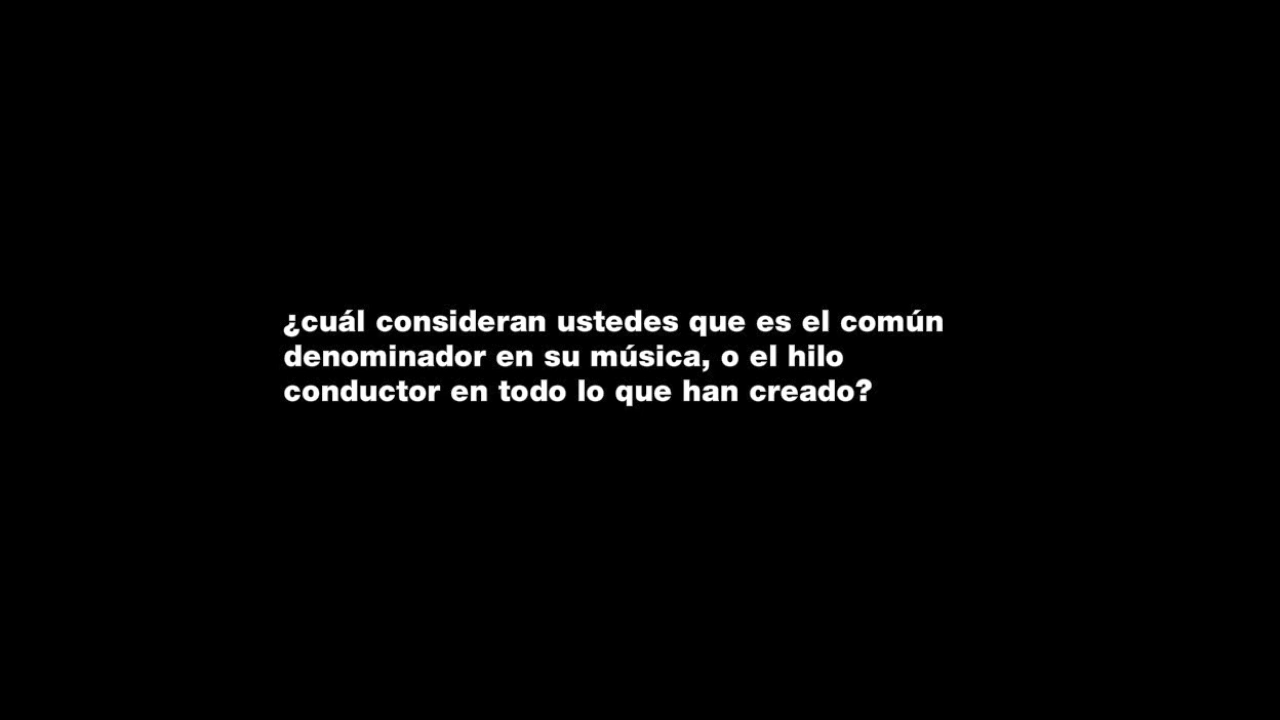 ¿cuál consideran ustedes que es el común
denominador en su música, o el hilo
conductor en todo lo que han creado?